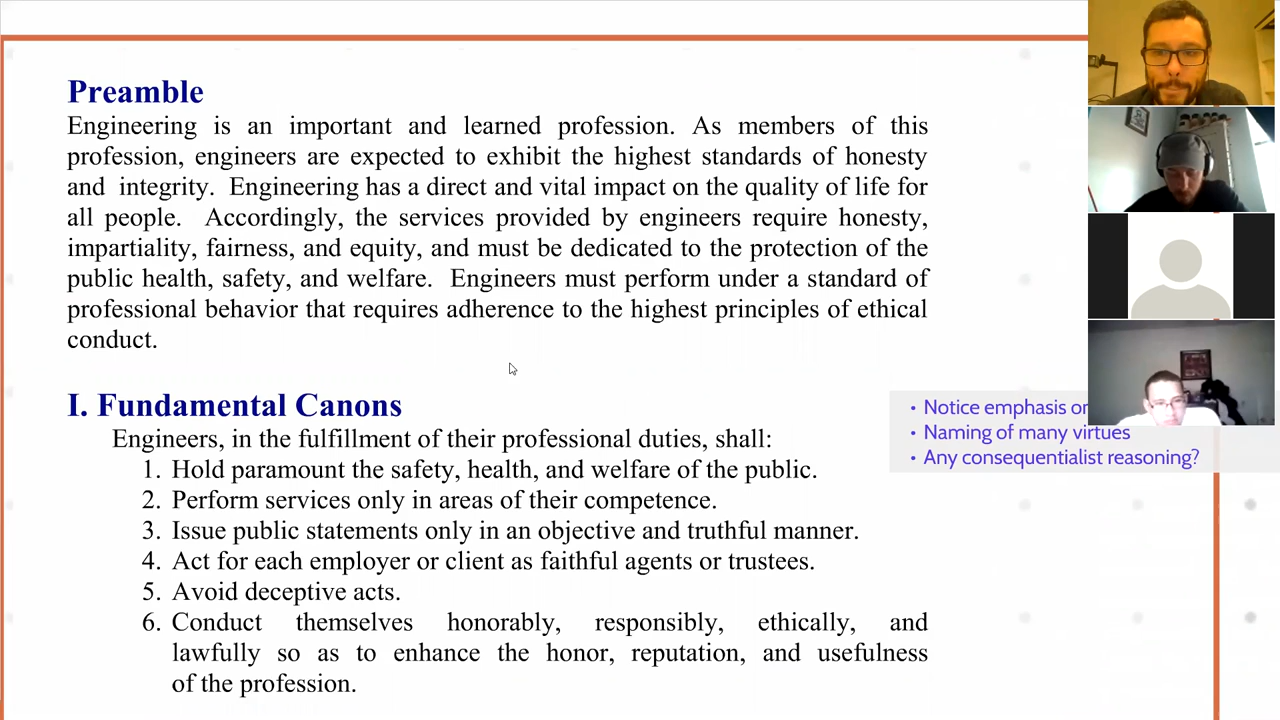 Preamble
Engineering is an important and learned profession. As members of this
profession, engineers are expected to exhibit the highest standards of honesty
and integrity. Engineering has a direct and vital impact on the quality of life for
all people. Accordingly, the services provided by engineers require honesty,
impartiality, fairness, and equity, and must be dedicated to the protection of the
public health, safety, and welfare. Engineers must perform under a standard of
professional behavior that requires adherence to the highest principles of ethical
conduct.
I. Fundamental Canons
Engineers, in the fulfillment of their professional duties, shall:
1. Hold paramount the safety, health, and welfare of the public.
2. Perform services only in areas of their competence.
3. Issue public statements only in an objective and truthful manner.
4. Act for each employer or client as faithful agents or trustees.
5. Avoid deceptive acts.
6. Conduct themselves honorably, responsibly, ethically, and
lawfully so as to enhance the honor, reputation, and usefulness
of the profession.
• Notice emphasis
• Naming of many virtues
• Any consequentialist reasoning?